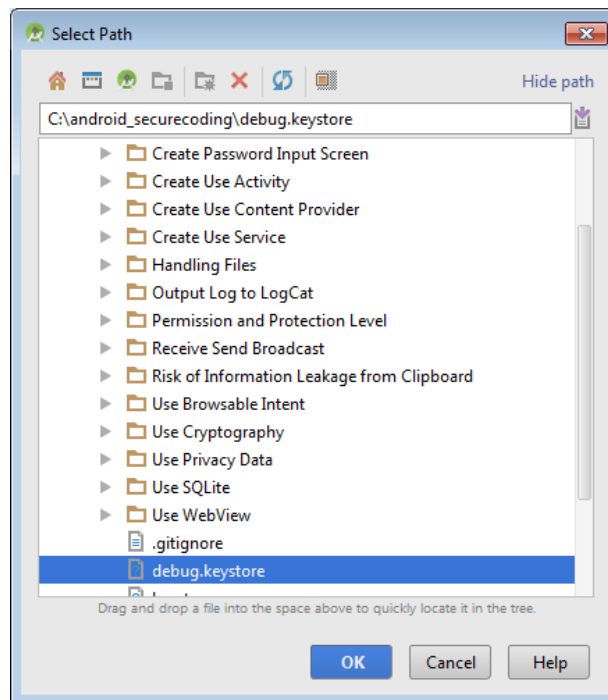 Select Path
Hide path
C:\android_securecoding\debug.keystore
Create Password Input Screen
Create Use Activity
Create Use Content Provider
Create Use Service
Handling Files
Output Log to LogCat
Permission and Protection Level
Receive Send Broadcast
Risk of Information Leakage from Clipboard
Use Browsable Intent
Use Cryptography
Use Privacy Data
Use SQLite
Use WebView
.gitignore
debug.keystore
Drag and drop a file into the space above to quickly locate it in the tree.
OK Cancel Help